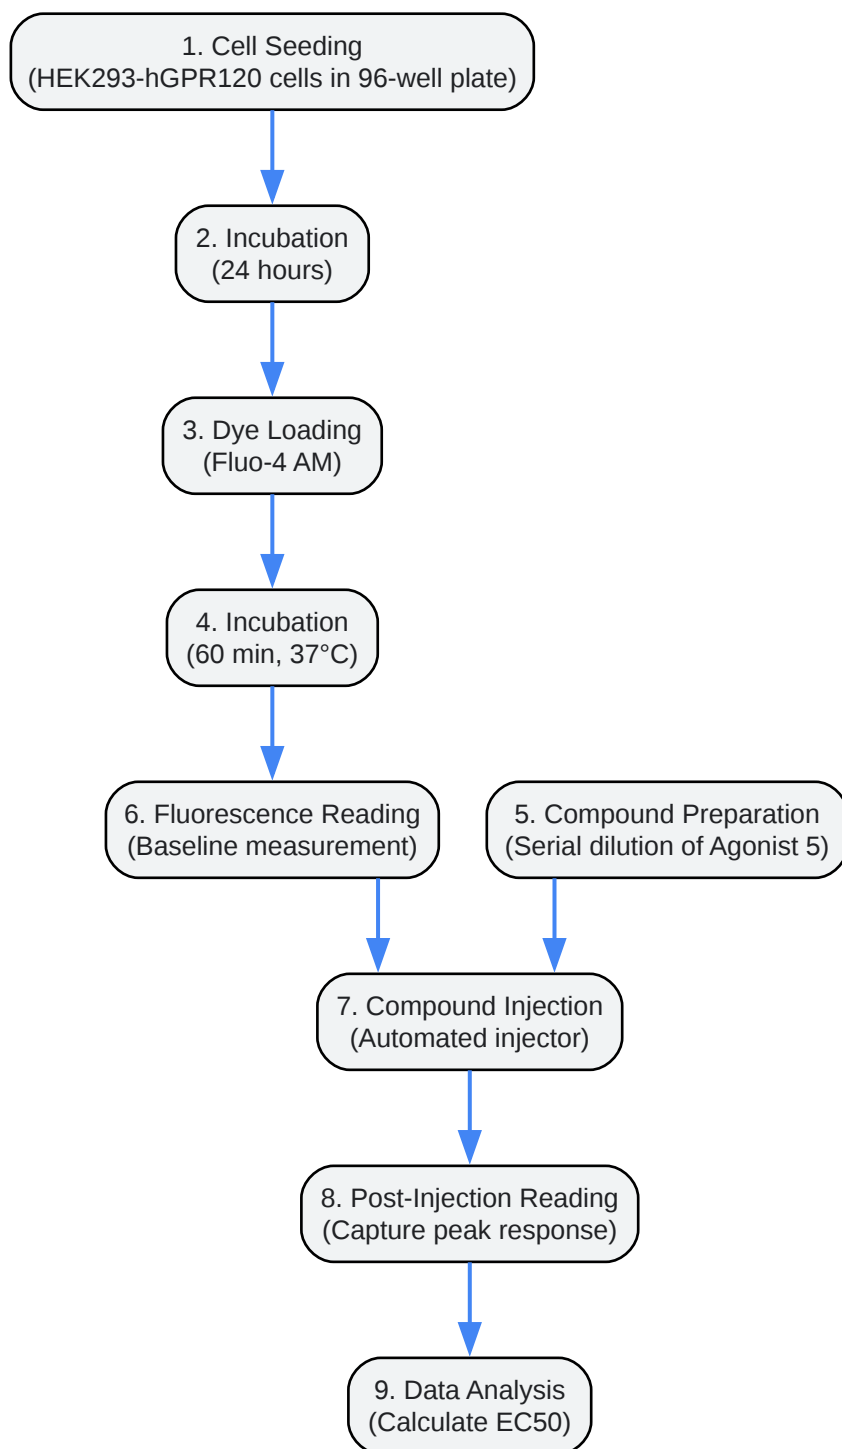 1. Cell Seeding
(HEK293-hGPR120 cells in 96-well plate)
2. Incubation
(24 hours)
3. Dye Loading
(Fluo-4 AM)
4. Incubation
(60 min, 37°C)
6. Fluorescence Reading
(Baseline measurement)
5. Compound Preparation
(Serial dilution of Agonist 5)
7. Compound Injection
(Automated injector)
8. Post-Injection Reading
(Capture peak response)
9. Data Analysis
(Calculate EC50)